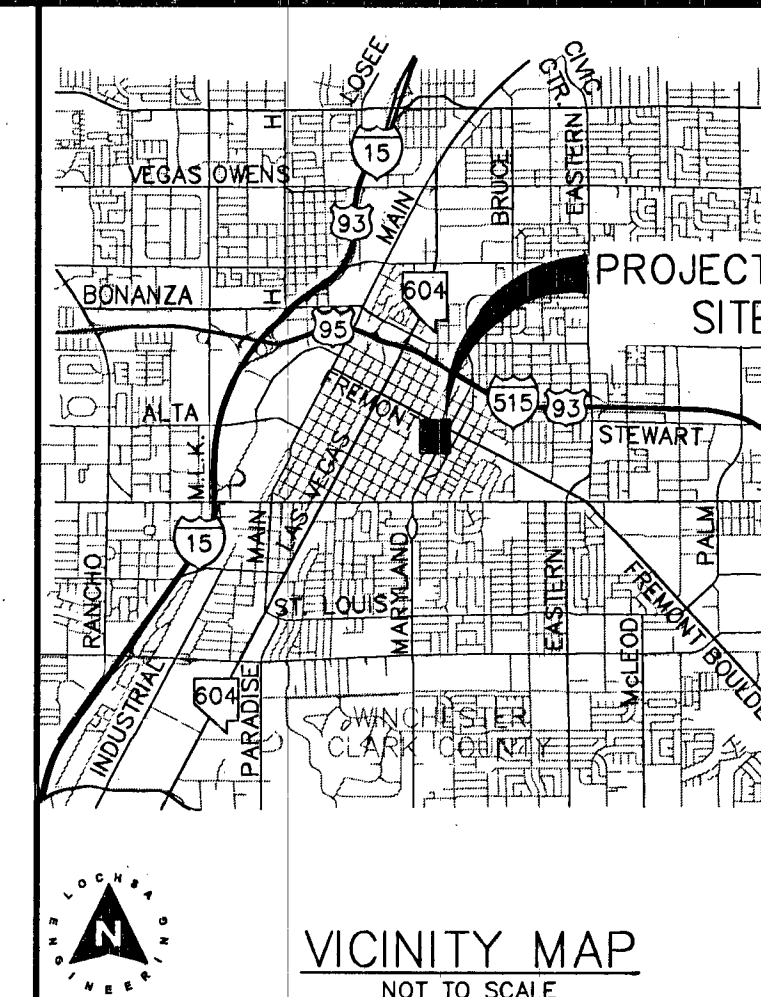 LOSEE
CIVIC
CTR.
H
15
EASTERN
VEGAS OWENS
BRUCE
93
MAIN
PROJECT
SITE
604
BONANZA
H
95
FREMONT
515
93
ALTA
STEWART
M.L.K.
LAS VEGAS
MAIN
15
PALM
RANCHO
MARYLAND
EASTERN
FREMONT BOULDE
ST. LOUIS
McLEOD
INDUSTRIAL
604
PARADISE
WINCHESTER
CLARK COUNTY
LOCHSA
N
ENGINEERING
VICINITY MAP
NOT TO SCALE